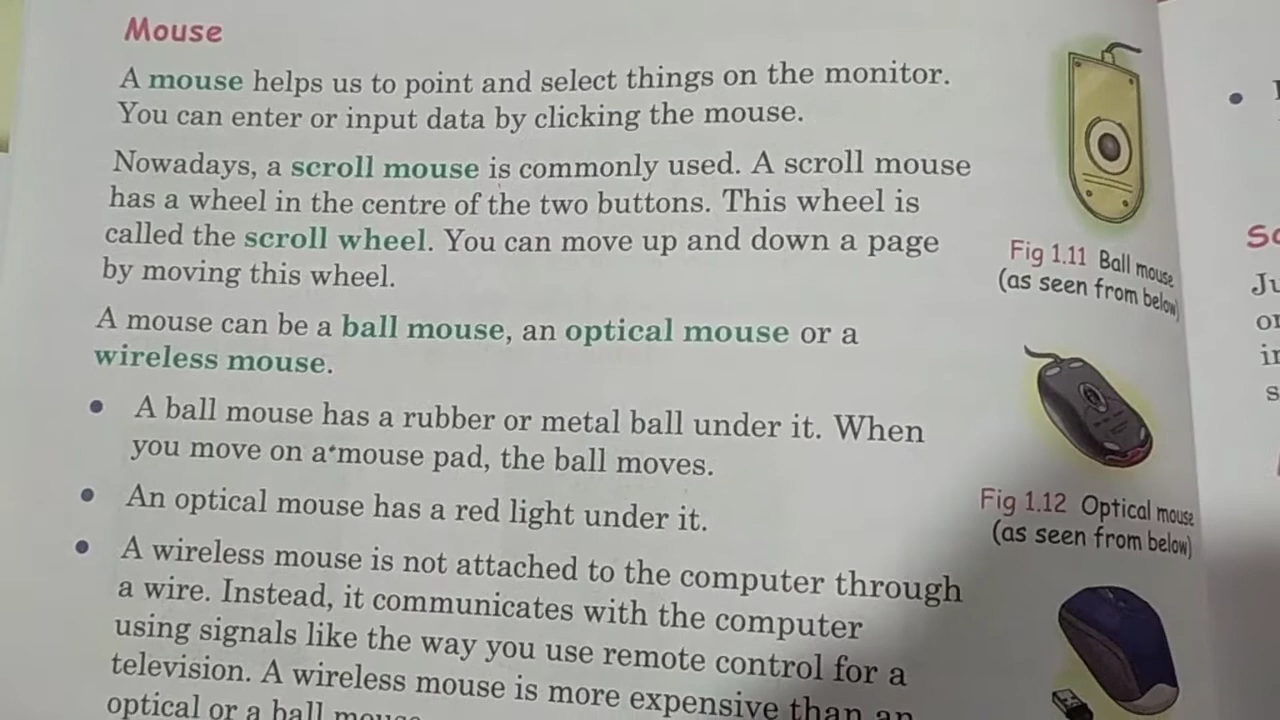 Mouse
A mouse helps us to point and select things on the monitor.
You can enter or input data by clicking the mouse.
Nowadays, a scroll mouse is commonly used. A scroll mouse
has a wheel in the centre of the two buttons. This wheel is
called the scroll wheel. You can move up and down a page
by moving this wheel.
A mouse can be a ball mouse, an optical mouse or a
wireless mouse.
• A ball mouse has a rubber or metal ball under it. When
you move on a mouse pad, the ball moves.
• An optical mouse has a red light under it.
• A wireless mouse is not attached to the computer through
a wire. Instead, it communicates with the computer
using signals like the way you use remote control for a
television. A wireless mouse is more expensive than an
optical or a ball mouse
Fig 1.11 Ball mouse
(as seen from below)
Fig 1.12 Optical mouse
(as seen from below)